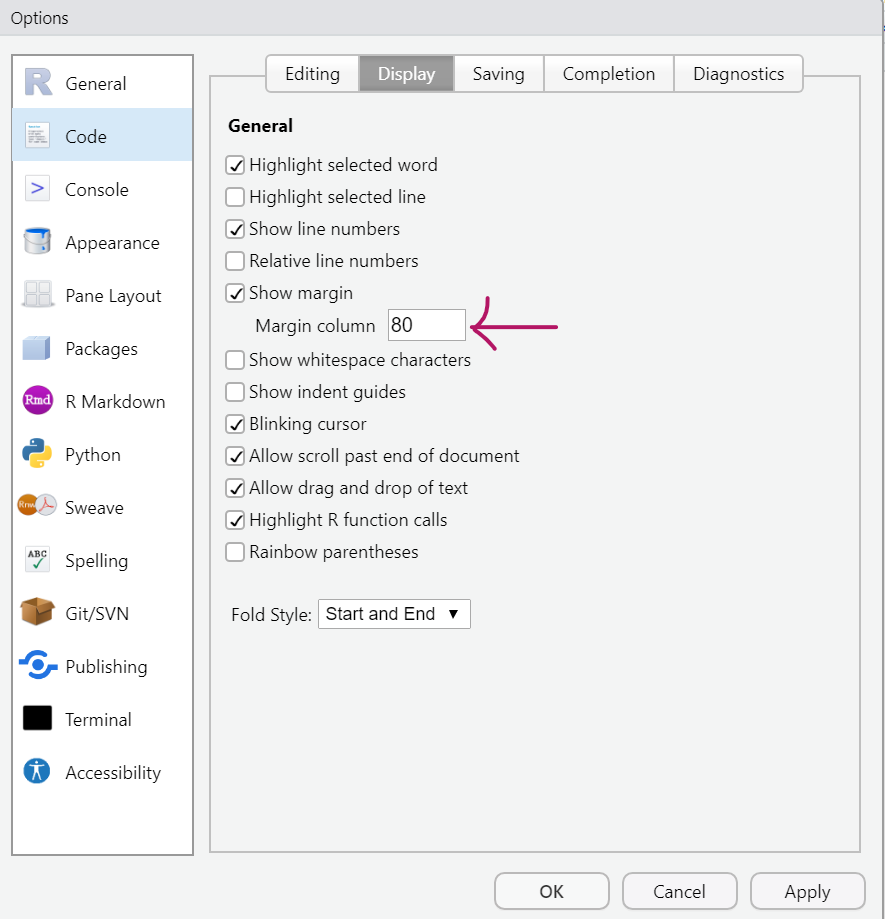 Options
R General
Code
> Console
Appearance
Pane Layout
Packages
Rmd R Markdown
Python
Rnw Sweave
ABC Spelling
Git/SVN
Publishing
Terminal
Accessibility
Editing Display Saving Completion Diagnostics
General
Highlight selected word
Highlight selected line
Show line numbers
Relative line numbers
Show margin
Margin column 80
Show whitespace characters
Show indent guides
Blinking cursor
Allow scroll past end of document
Allow drag and drop of text
Highlight R function calls
Rainbow parentheses
Fold Style: Start and End ▼
OK Cancel Apply